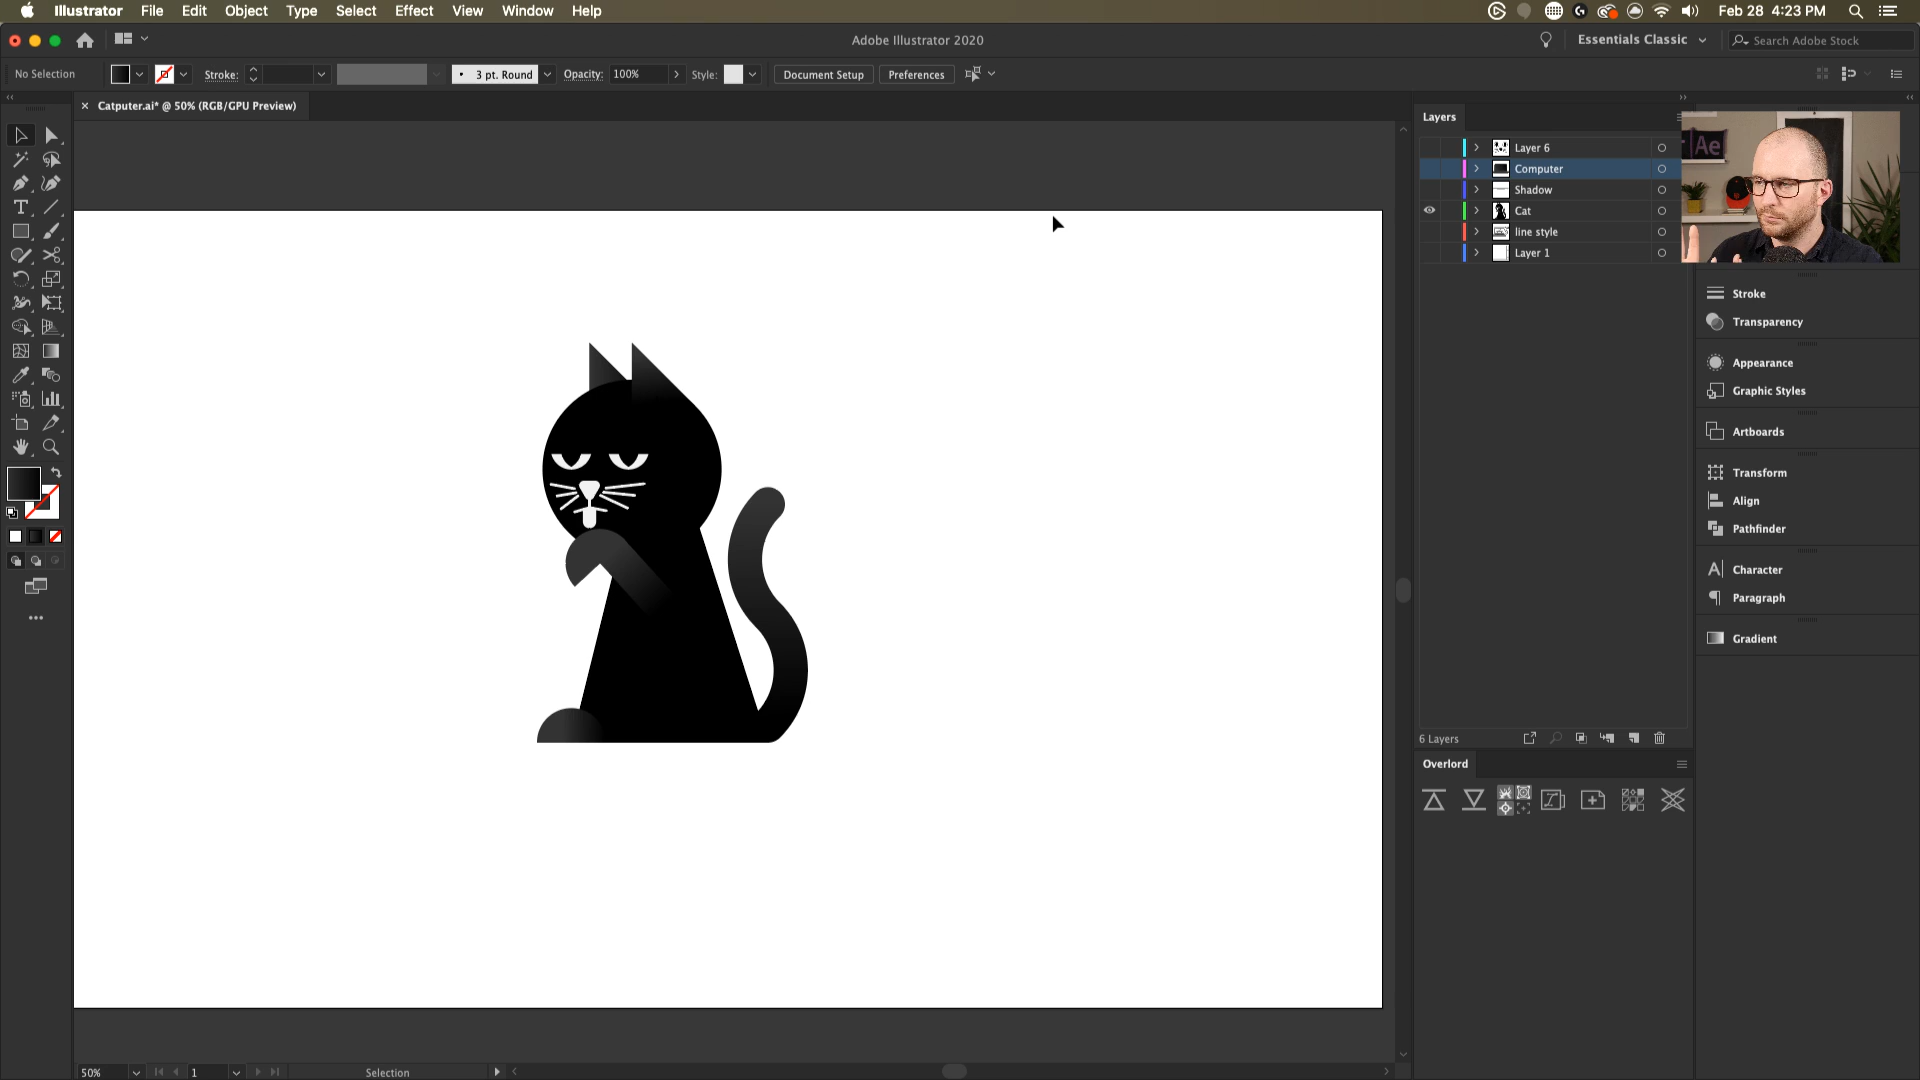 Illustrator File Edit Object Type Select Effect View Window Help
Feb 28 4:23 PM
Adobe Illustrator 2020
Essentials Classic
Search Adobe Stock
No Selection
Stroke:
3 pt. Round
Opacity: 100%
Style:
Document Setup
Preferences
Catputer.ai* @ 50% (RGB/GPU Preview)
Layers
Layer 6
Computer
Shadow
Cat
line style
Layer 1
Ae
Stroke
Transparency
Appearance
Graphic Styles
Artboards
Transform
Align
Pathfinder
Character
Paragraph
Gradient
6 Layers
Overlord
50%
1
Selection